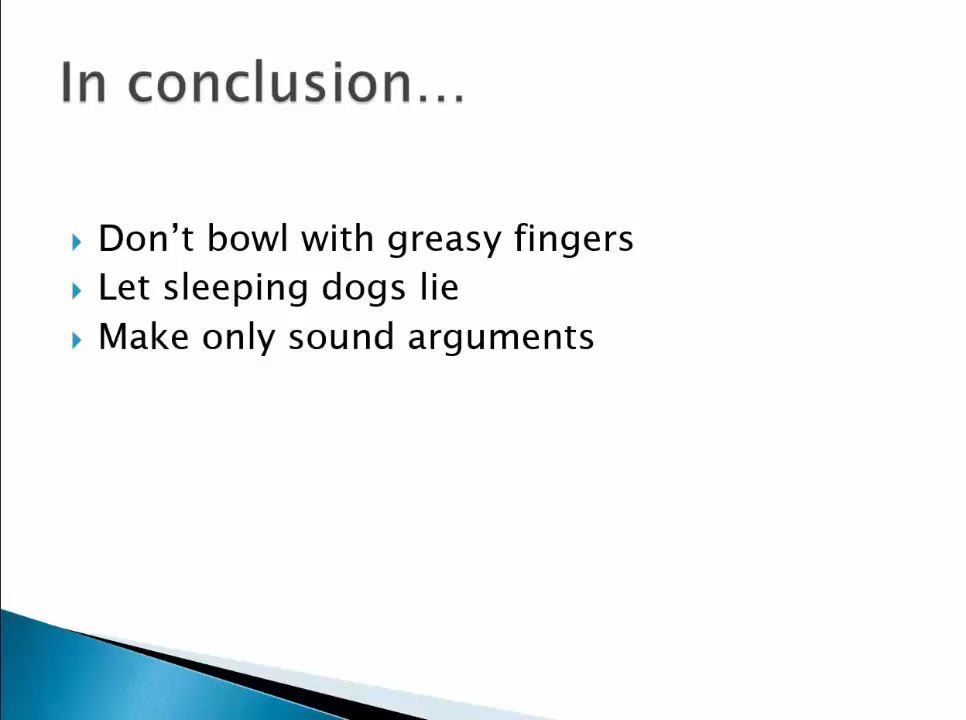 In conclusion…
Don’t bowl with greasy fingers
Let sleeping dogs lie
Make only sound arguments